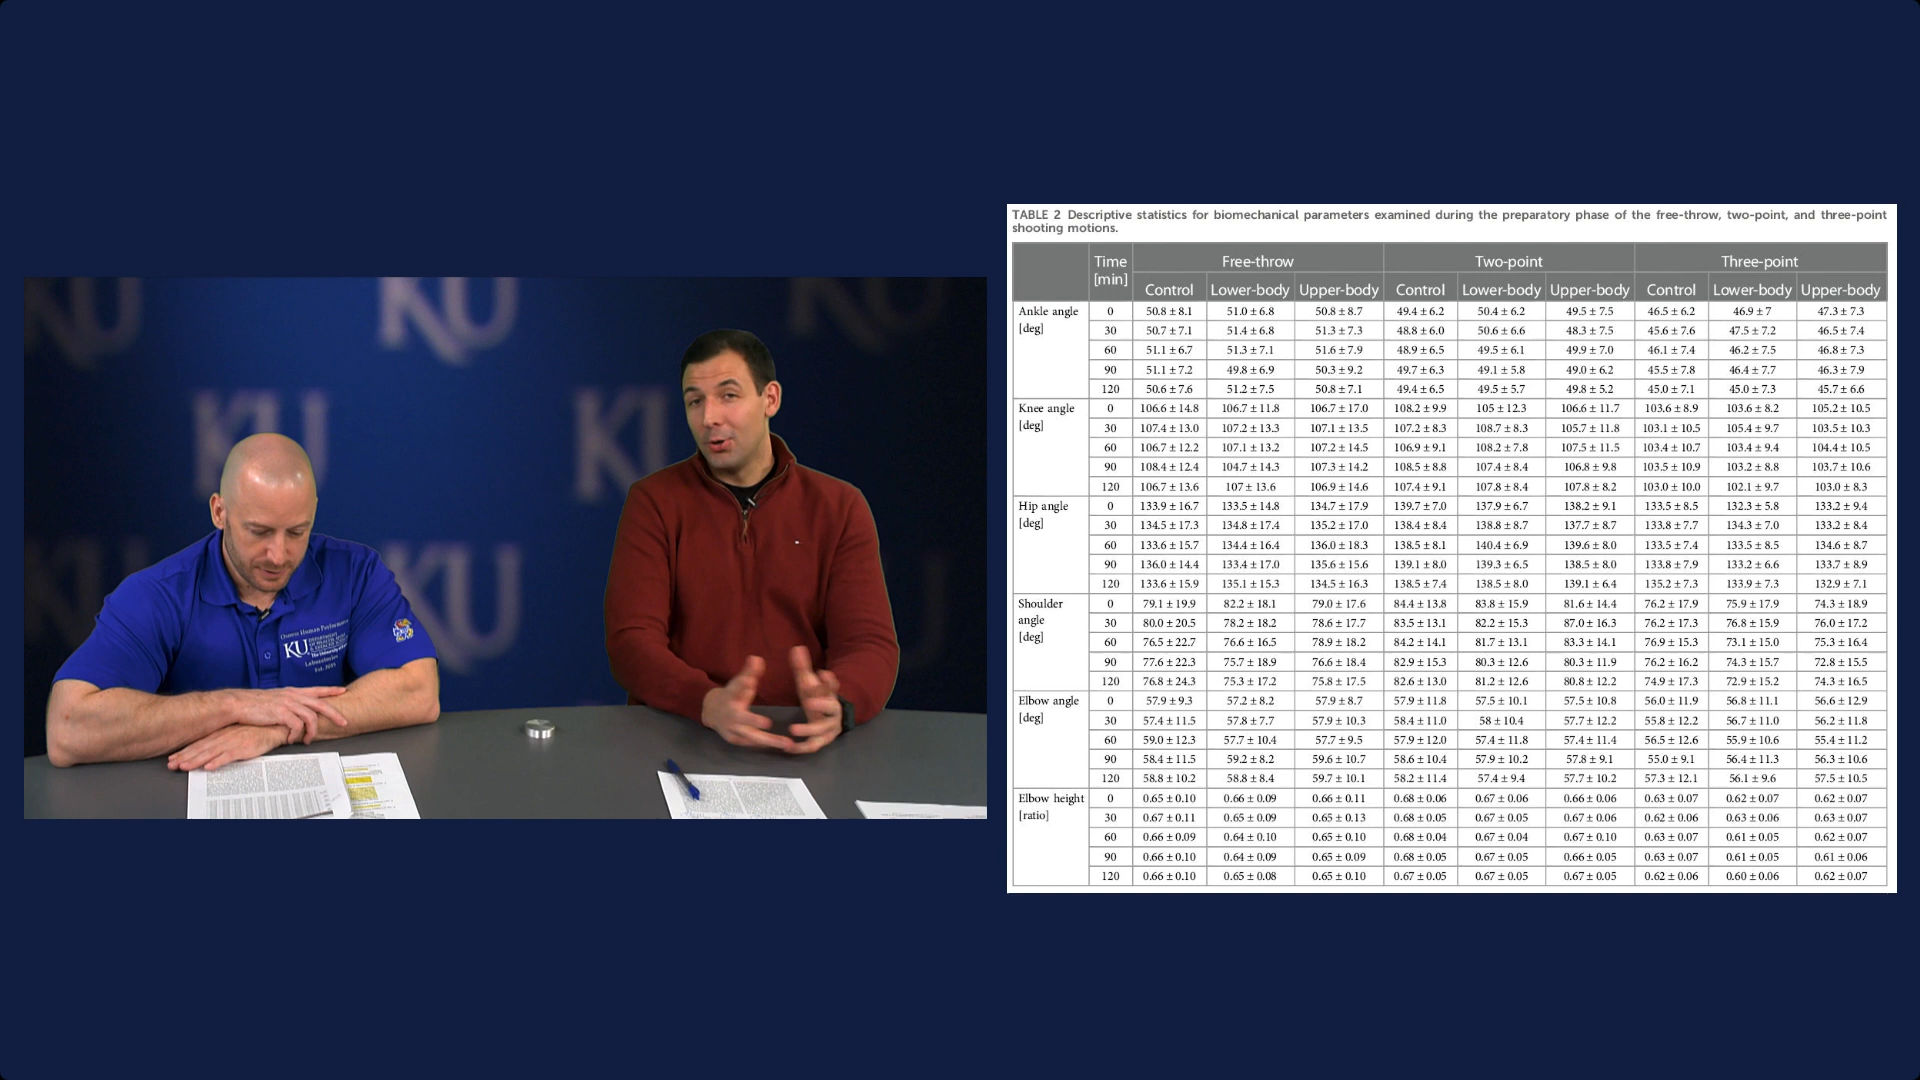 KU
KU
KU
KU
KU
KU
KU
TABLE 2 Descriptive statistics for biomechanical parameters examined during the preparatory phase of the free-throw, two-point, and three-point
shooting motions.
Time [min] Free-throw Two-point Three-point
Control Lower-body Upper-body Control Lower-body Upper-body Control Lower-body Upper-body
Ankle angle [deg] 0 50.8 ± 8.1 51.0 ± 6.8 50.8 ± 8.7 49.4 ± 6.2 50.4 ± 6.2 49.5 ± 7.5 46.5 ± 6.2 46.9 ± 7 47.3 ± 7.3
30 50.7 ± 7.1 51.4 ± 6.8 51.3 ± 7.3 48.8 ± 6.0 50.6 ± 6.6 48.3 ± 7.5 45.6 ± 7.6 47.5 ± 7.2 46.5 ± 7.4
60 51.1 ± 6.7 51.3 ± 7.1 51.6 ± 7.9 48.9 ± 6.5 49.5 ± 6.1 49.9 ± 7.0 46.1 ± 7.4 46.2 ± 7.5 46.8 ± 7.3
90 51.1 ± 7.2 49.8 ± 6.9 50.3 ± 9.2 49.7 ± 6.3 49.1 ± 5.8 49.0 ± 6.2 45.5 ± 7.8 46.4 ± 7.7 46.3 ± 7.9
120 50.6 ± 7.6 51.2 ± 7.5 50.8 ± 7.1 49.4 ± 6.5 49.5 ± 5.7 49.8 ± 5.2 45.0 ± 7.1 45.0 ± 7.3 45.7 ± 6.6
Knee angle [deg] 0 106.6 ± 14.8 106.7 ± 11.8 106.7 ± 17.0 108.2 ± 9.9 105 ± 12.3 106.6 ± 11.7 103.6 ± 8.9 103.6 ± 8.2 105.2 ± 10.5
30 107.4 ± 13.0 107.2 ± 13.3 107.1 ± 13.5 107.2 ± 8.3 108.7 ± 8.3 105.7 ± 11.8 103.1 ± 10.5 105.4 ± 9.7 103.5 ± 10.3
60 106.7 ± 12.2 107.1 ± 13.2 107.2 ± 14.5 106.9 ± 9.1 108.2 ± 7.8 107.5 ± 11.5 103.4 ± 10.7 103.4 ± 9.4 104.4 ± 10.5
90 108.4 ± 12.4 104.7 ± 14.3 107.3 ± 14.2 108.5 ± 8.8 107.4 ± 8.4 106.8 ± 9.8 103.5 ± 10.9 103.2 ± 8.8 103.7 ± 10.6
120 106.7 ± 13.6 107 ± 13.6 106.9 ± 14.6 107.4 ± 9.1 107.8 ± 8.4 107.8 ± 8.2 103.0 ± 10.0 102.1 ± 9.7 103.0 ± 8.3
Hip angle [deg] 0 133.9 ± 16.7 133.5 ± 14.8 134.7 ± 17.9 139.7 ± 7.0 137.9 ± 6.7 138.2 ± 9.1 133.5 ± 8.5 132.3 ± 5.8 133.2 ± 9.4
30 134.5 ± 17.3 134.8 ± 17.4 135.2 ± 17.0 138.4 ± 8.4 138.8 ± 8.7 137.7 ± 8.7 133.8 ± 7.7 134.3 ± 7.0 133.2 ± 8.4
60 133.6 ± 15.7 134.4 ± 16.4 136.0 ± 18.3 138.5 ± 8.1 140.4 ± 6.9 139.6 ± 8.0 133.5 ± 7.4 133.5 ± 8.5 134.6 ± 8.7
90 136.0 ± 14.4 133.4 ± 17.0 135.6 ± 15.6 139.1 ± 8.0 139.3 ± 6.5 138.5 ± 8.0 133.8 ± 7.9 133.2 ± 6.6 133.7 ± 8.9
120 133.6 ± 15.9 135.1 ± 15.3 134.5 ± 16.3 138.5 ± 7.4 138.5 ± 8.0 139.1 ± 6.4 135.2 ± 7.3 133.9 ± 7.3 132.9 ± 7.1
Shoulder angle [deg] 0 79.1 ± 19.9 82.2 ± 18.1 79.0 ± 17.6 84.4 ± 13.8 83.8 ± 15.9 81.6 ± 14.4 76.2 ± 17.9 75.9 ± 17.9 74.3 ± 18.9
30 80.0 ± 20.5 78.2 ± 18.2 78.6 ± 17.7 83.5 ± 13.1 82.2 ± 15.3 87.0 ± 16.3 76.2 ± 17.3 76.8 ± 15.9 76.0 ± 17.2
60 76.5 ± 22.7 76.6 ± 16.5 78.9 ± 18.2 84.2 ± 14.1 81.7 ± 13.1 83.3 ± 14.1 76.9 ± 15.3 73.1 ± 15.0 75.3 ± 16.4
90 77.6 ± 22.3 75.7 ± 18.9 76.6 ± 18.4 82.9 ± 15.3 80.3 ± 12.6 80.3 ± 11.9 76.2 ± 16.2 74.3 ± 15.7 72.8 ± 15.5
120 76.8 ± 24.3 75.3 ± 17.2 75.8 ± 17.5 82.6 ± 13.0 81.2 ± 12.6 80.8 ± 12.2 74.9 ± 17.3 72.9 ± 15.2 74.3 ± 16.5
Elbow angle [deg] 0 57.9 ± 9.3 57.2 ± 8.2 57.9 ± 8.7 57.9 ± 11.8 57.5 ± 10.1 57.5 ± 10.8 56.0 ± 11.9 56.8 ± 11.1 56.6 ± 12.9
30 57.4 ± 11.5 57.8 ± 7.7 57.9 ± 10.3 58.4 ± 11.0 58 ± 10.4 57.7 ± 12.2 55.8 ± 12.2 56.7 ± 11.0 56.2 ± 11.8
60 59.0 ± 12.3 57.7 ± 10.4 57.7 ± 9.5 57.9 ± 12.0 57.4 ± 11.8 57.4 ± 11.4 56.5 ± 12.6 55.9 ± 10.6 55.4 ± 11.2
90 58.4 ± 11.5 59.2 ± 8.2 59.6 ± 10.7 58.6 ± 10.4 57.9 ± 10.2 57.8 ± 9.1 55.0 ± 9.1 56.4 ± 11.3 56.3 ± 10.6
120 58.8 ± 10.2 58.8 ± 8.4 59.7 ± 10.1 58.2 ± 11.4 57.4 ± 9.4 57.7 ± 10.2 57.3 ± 12.1 56.1 ± 9.6 57.5 ± 10.5
Elbow height [ratio] 0 0.65 ± 0.10 0.66 ± 0.09 0.66 ± 0.11 0.68 ± 0.06 0.67 ± 0.06 0.66 ± 0.06 0.63 ± 0.07 0.62 ± 0.07 0.62 ± 0.07
30 0.67 ± 0.11 0.65 ± 0.09 0.65 ± 0.13 0.68 ± 0.05 0.67 ± 0.05 0.67 ± 0.06 0.62 ± 0.06 0.63 ± 0.06 0.63 ± 0.07
60 0.66 ± 0.09 0.64 ± 0.10 0.65 ± 0.10 0.68 ± 0.06 0.67 ± 0.04 0.67 ± 0.10 0.63 ± 0.07 0.61 ± 0.05 0.62 ± 0.07
90 0.66 ± 0.10 0.64 ± 0.09 0.65 ± 0.09 0.68 ± 0.05 0.67 ± 0.05 0.66 ± 0.05 0.63 ± 0.07 0.61 ± 0.05 0.61 ± 0.06
120 0.66 ± 0.10 0.65 ± 0.08 0.65 ± 0.10 0.67 ± 0.05 0.67 ± 0.05 0.67 ± 0.05 0.62 ± 0.06 0.60 ± 0.06 0.62 ± 0.07